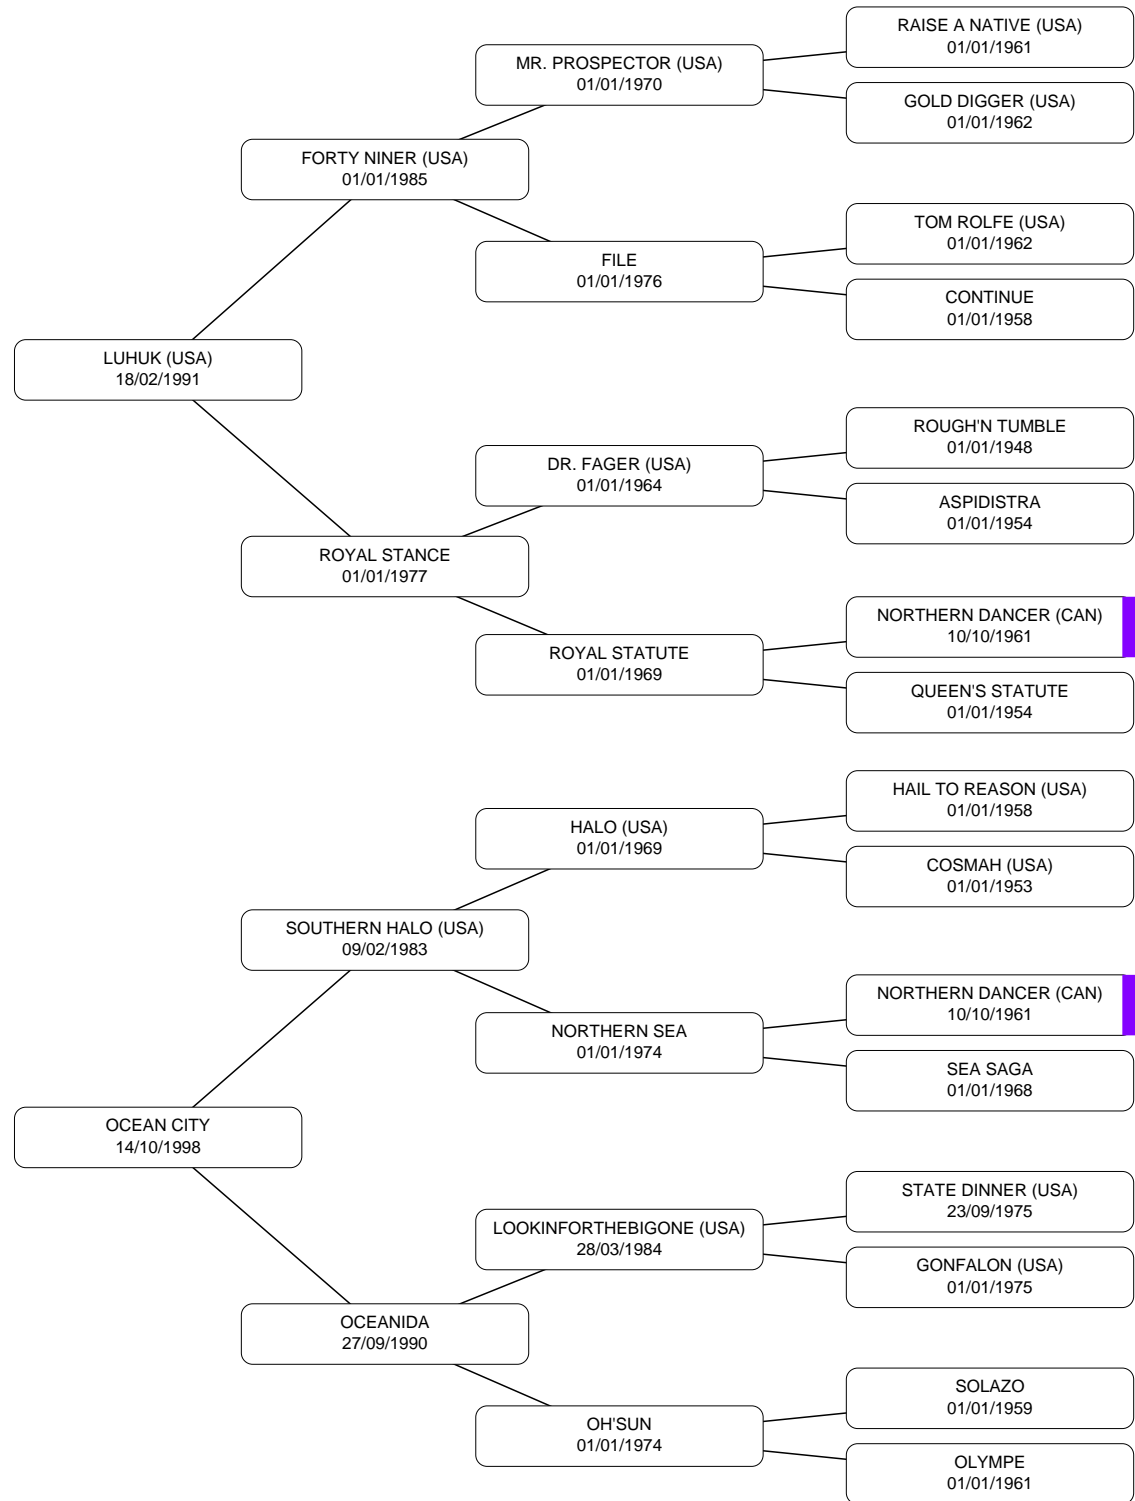 RAISE A NATIVE (USA)
01/01/1961
MR. PROSPECTOR (USA)
01/01/1970
GOLD DIGGER (USA)
01/01/1962
FORTY NINER (USA)
01/01/1985
TOM ROLFE (USA)
01/01/1962
FILE
01/01/1976
CONTINUE
01/01/1958
LUHUK (USA)
18/02/1991
ROUGH'N TUMBLE
01/01/1948
DR. FAGER (USA)
01/01/1964
ASPIDISTRA
01/01/1954
ROYAL STANCE
01/01/1977
NORTHERN DANCER (CAN)
10/10/1961
ROYAL STATUTE
01/01/1969
QUEEN'S STATUTE
01/01/1954
HAIL TO REASON (USA)
01/01/1958
HALO (USA)
01/01/1969
COSMAH (USA)
01/01/1953
SOUTHERN HALO (USA)
09/02/1983
NORTHERN DANCER (CAN)
10/10/1961
NORTHERN SEA
01/01/1974
SEA SAGA
01/01/1968
OCEAN CITY
14/10/1998
STATE DINNER (USA)
23/09/1975
LOOKINFORTHEBIGONE (USA)
28/03/1984
GONFALON (USA)
01/01/1975
OCEANIDA
27/09/1990
SOLAZO
01/01/1959
OH'SUN
01/01/1974
OLYMPE
01/01/1961